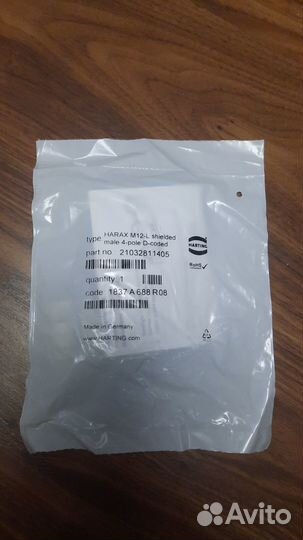 type HARAX M12-L shielded
male 4-pole D-coded
part no 21032811405
quantity 1
code 1837 A 688 R08
Made in Germany
www.HARTING.com
HARTING
RoHS
Avito